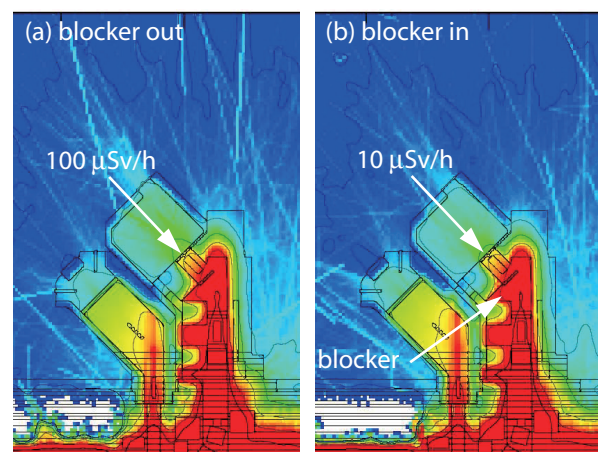 (a) blocker out
(b) blocker in
100 μSv/h
10 μSv/h
blocker